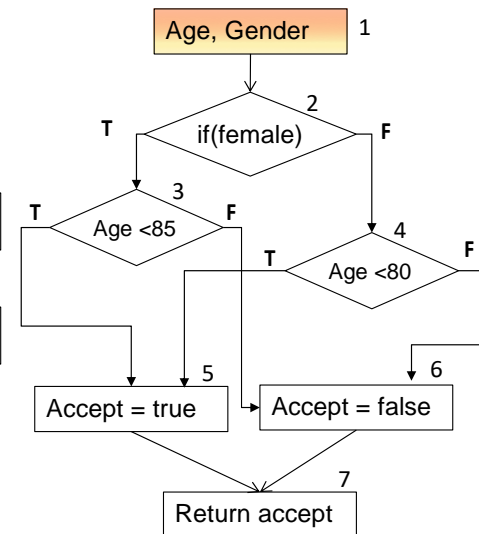 Age, Gender 1
2
T if(female) F
3
T Age <85 F
4
T Age <80 F
5
Accept = true
6
Accept = false
7
Return accept